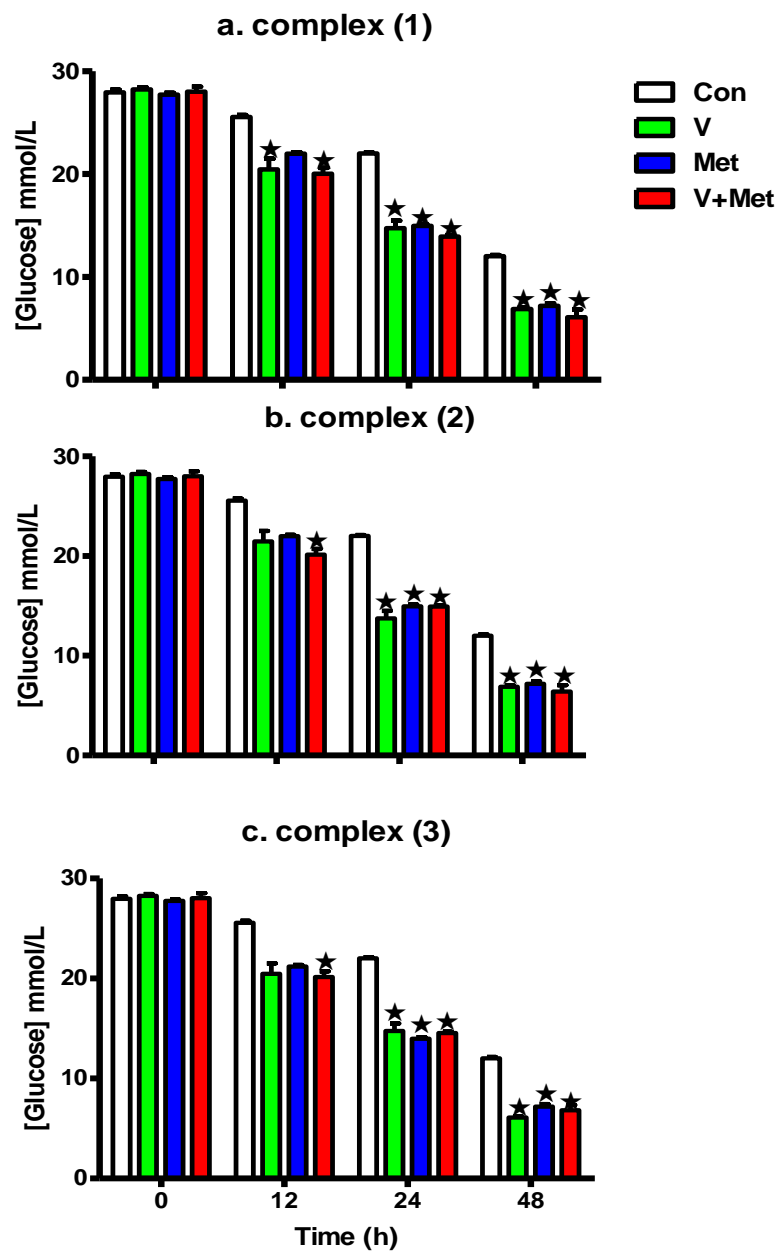 a. complex (1)
[Glucose] mmol/L
30
20
10
0
Con
V
Met
V+Met
b. complex (2)
[Glucose] mmol/L
30
20
10
0
c. complex (3)
[Glucose] mmol/L
30
20
10
0
0 12 24 48
Time (h)